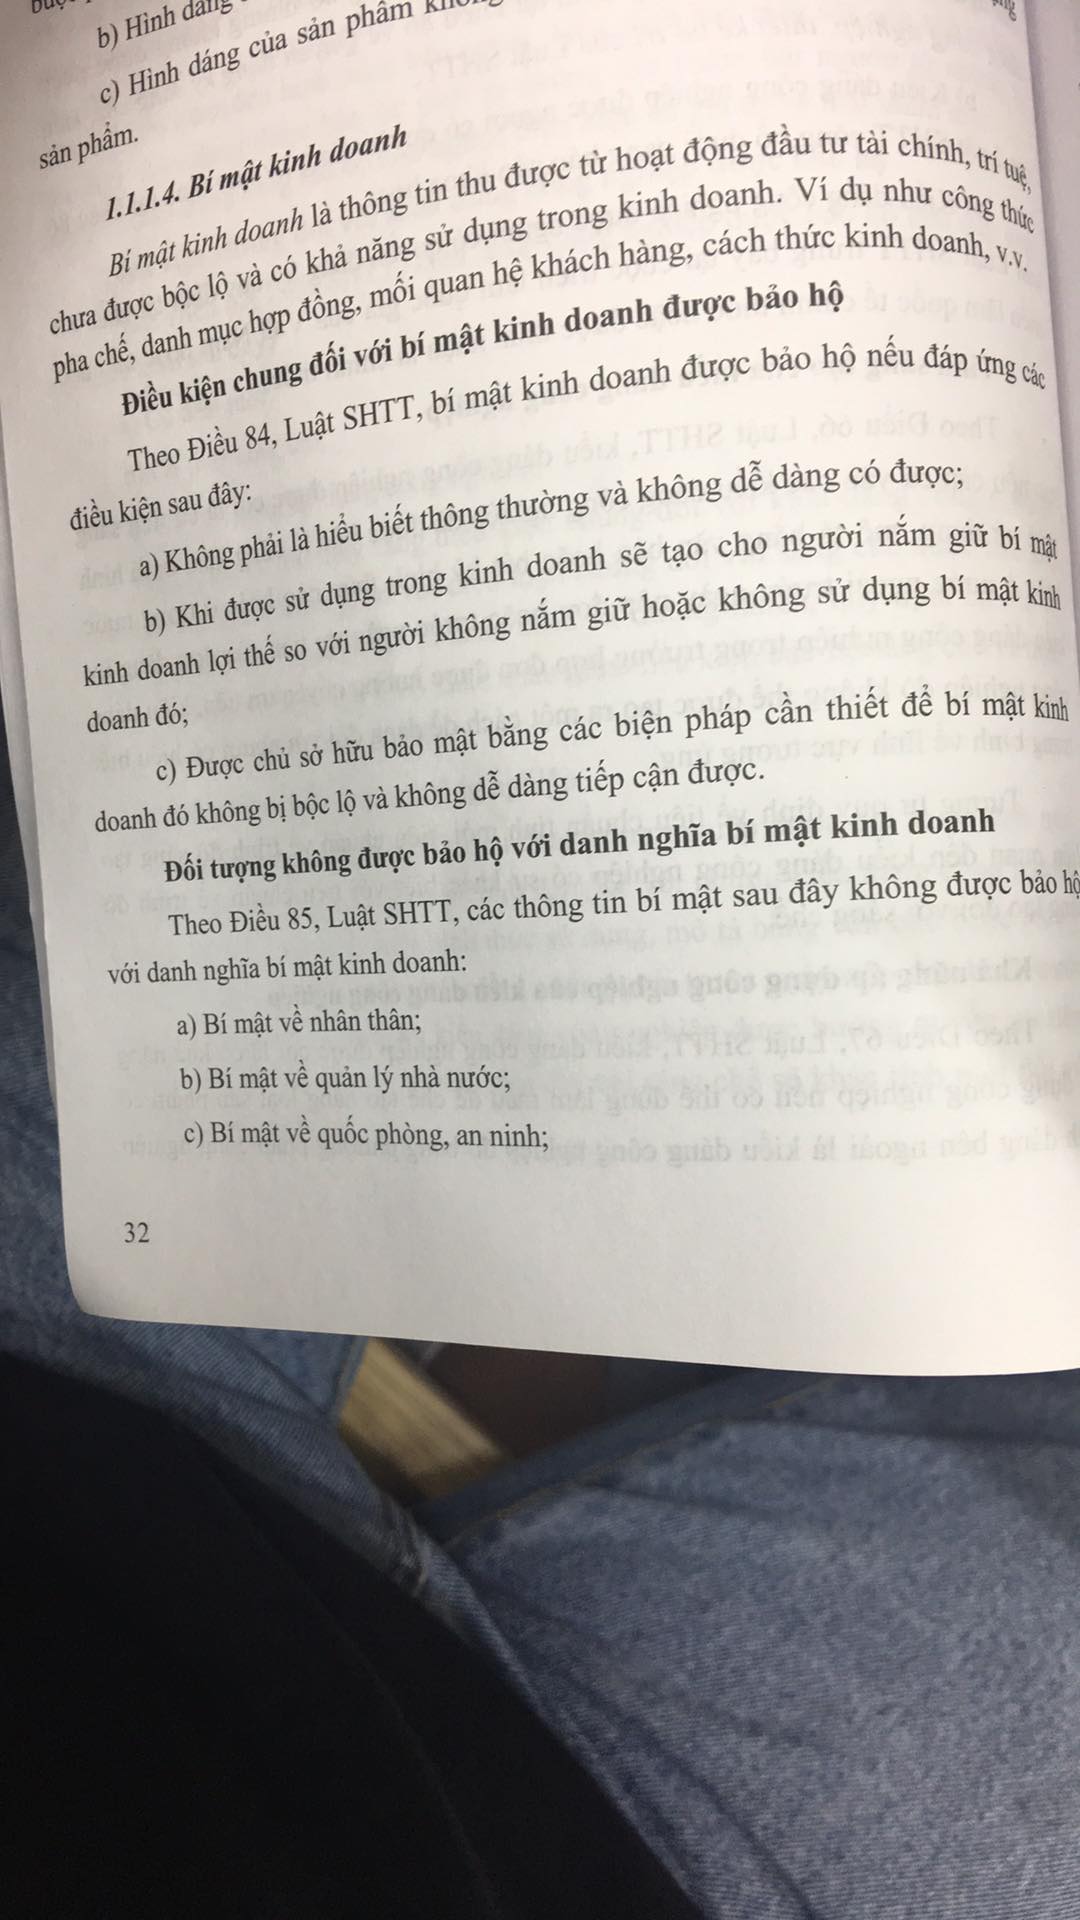 b) Hình dáng
c) Hình dáng của sản phẩm
sản phẩm.
1.1.1.4. Bí mật kinh doanh
Bí mật kinh doanh là thông tin thu được từ hoạt động đầu tư tài chính, trí tuệ,
chưa được bộc lộ và có khả năng sử dụng trong kinh doanh. Ví dụ như công thức
pha chế, danh mục hợp đồng, mối quan hệ khách hàng, cách thức kinh doanh, v.v.
Điều kiện chung đối với bí mật kinh doanh được bảo hộ
Theo Điều 84, Luật SHTT, bí mật kinh doanh được bảo hộ nếu đáp ứng các
điều kiện sau đây:
a) Không phải là hiểu biết thông thường và không dễ dàng có được;
b) Khi được sử dụng trong kinh doanh sẽ tạo cho người nắm giữ bí mật
kinh doanh lợi thế so với người không nắm giữ hoặc không sử dụng bí mật kinh
doanh đó;
c) Được chủ sở hữu bảo mật bằng các biện pháp cần thiết để bí mật kinh
doanh đó không bị bộc lộ và không dễ dàng tiếp cận được.
Đối tượng không được bảo hộ với danh nghĩa bí mật kinh doanh
Theo Điều 85, Luật SHTT, các thông tin bí mật sau đây không được bảo hộ
với danh nghĩa bí mật kinh doanh:
a) Bí mật về nhân thân;
b) Bí mật về quản lý nhà nước;
c) Bí mật về quốc phòng, an ninh;
32